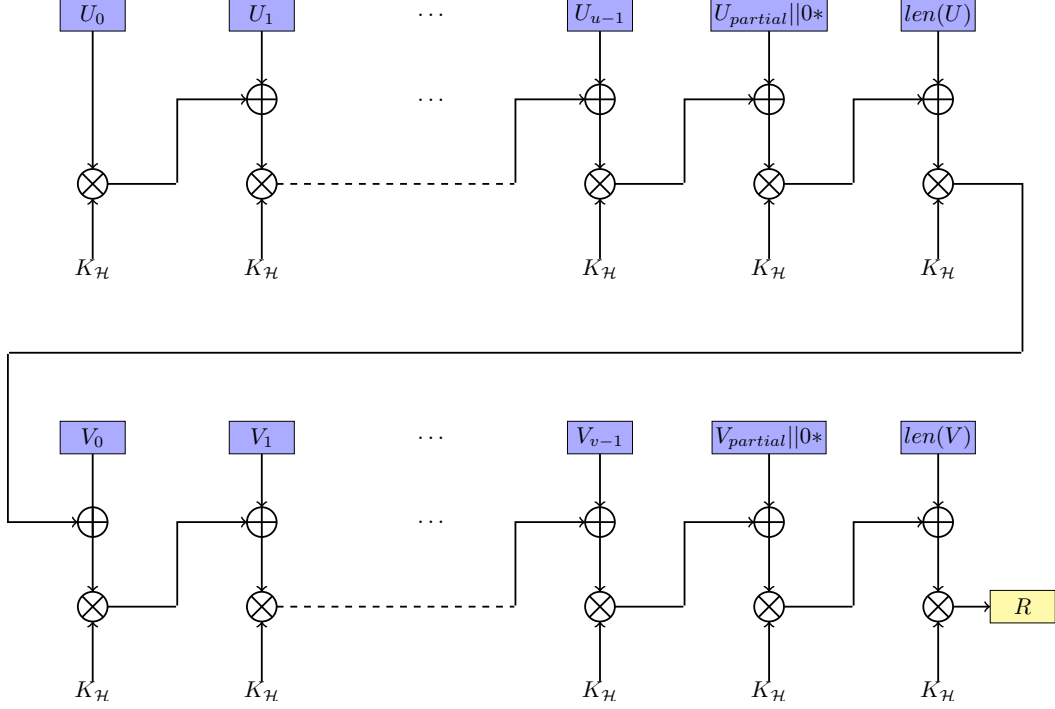 U_0 U_1 ··· U_{u−1} U_{partial}||0* len(U)
···
K_ℋ K_ℋ K_ℋ K_ℋ K_ℋ
V_0 V_1 ··· V_{v−1} V_{partial}||0* len(V)
···
R
K_ℋ K_ℋ K_ℋ K_ℋ K_ℋ